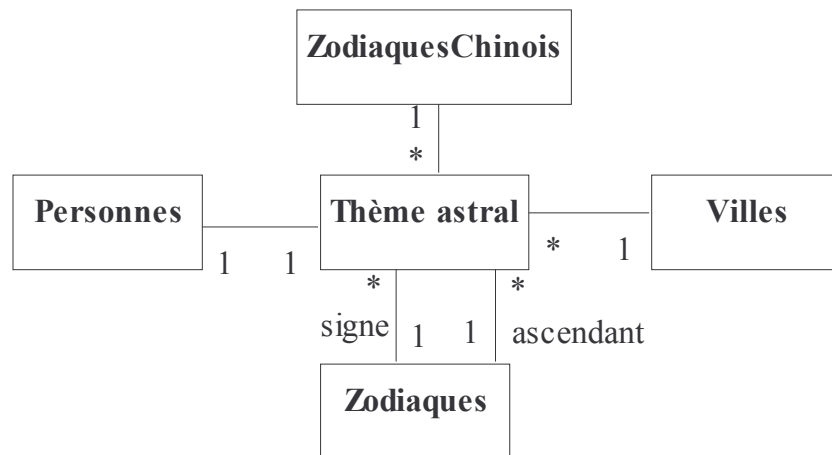 ZodiaquesChinois
1
*
Personnes
Thème astral
Villes
1
1
*
1
*
*
signe
1
1
ascendant
Zodiaques